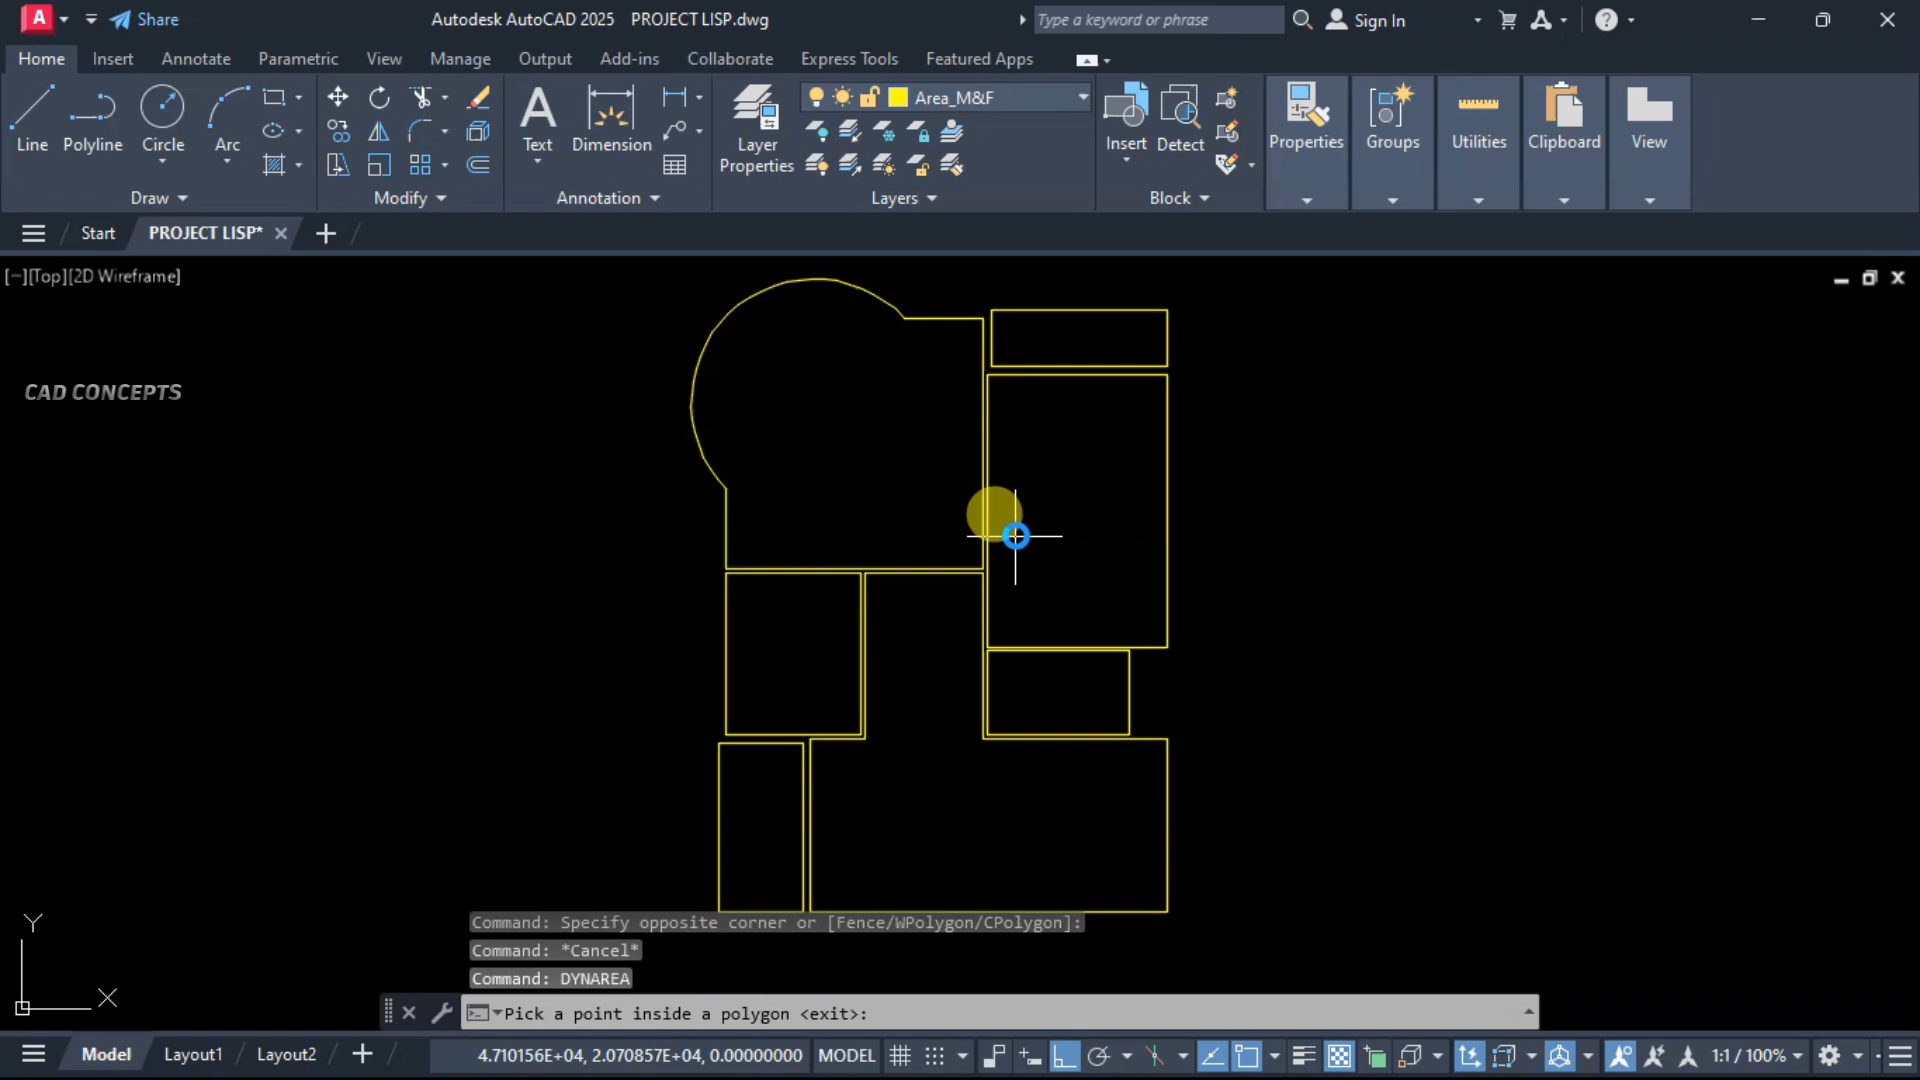 A Share Autodesk AutoCAD 2025 PROJECT LISP.dwg Type a keyword or phrase Sign In
Home Insert Annotate Parametric View Manage Output Add-ins Collaborate Express Tools Featured Apps
Area_M&F
Line Polyline Circle Arc Text Dimension Layer Properties Insert Detect Properties Groups Utilities Clipboard View
Draw Modify Annotation Layers Block
Start PROJECT LISP* 
[−][Top][2D Wireframe]
CAD CONCEPTS
Y
X
Command: Specify opposite corner or [Fence/WPolygon/CPolygon]:
Command: *Cancel*
Command: DYNAREA
Pick a point inside a polygon <exit>:
Model Layout1 Layout2 4.710156E+04, 2.070857E+04, 0.00000000 MODEL 1:1 / 100%